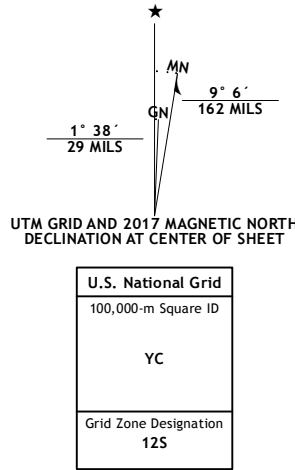 ★
MN
GN
9° 6´
162 MILS
1° 38´
29 MILS
UTM GRID AND 2017 MAGNETIC NORTH
DECLINATION AT CENTER OF SHEET
U.S. National Grid
100,000-m Square ID
YC
Grid Zone Designation
12S